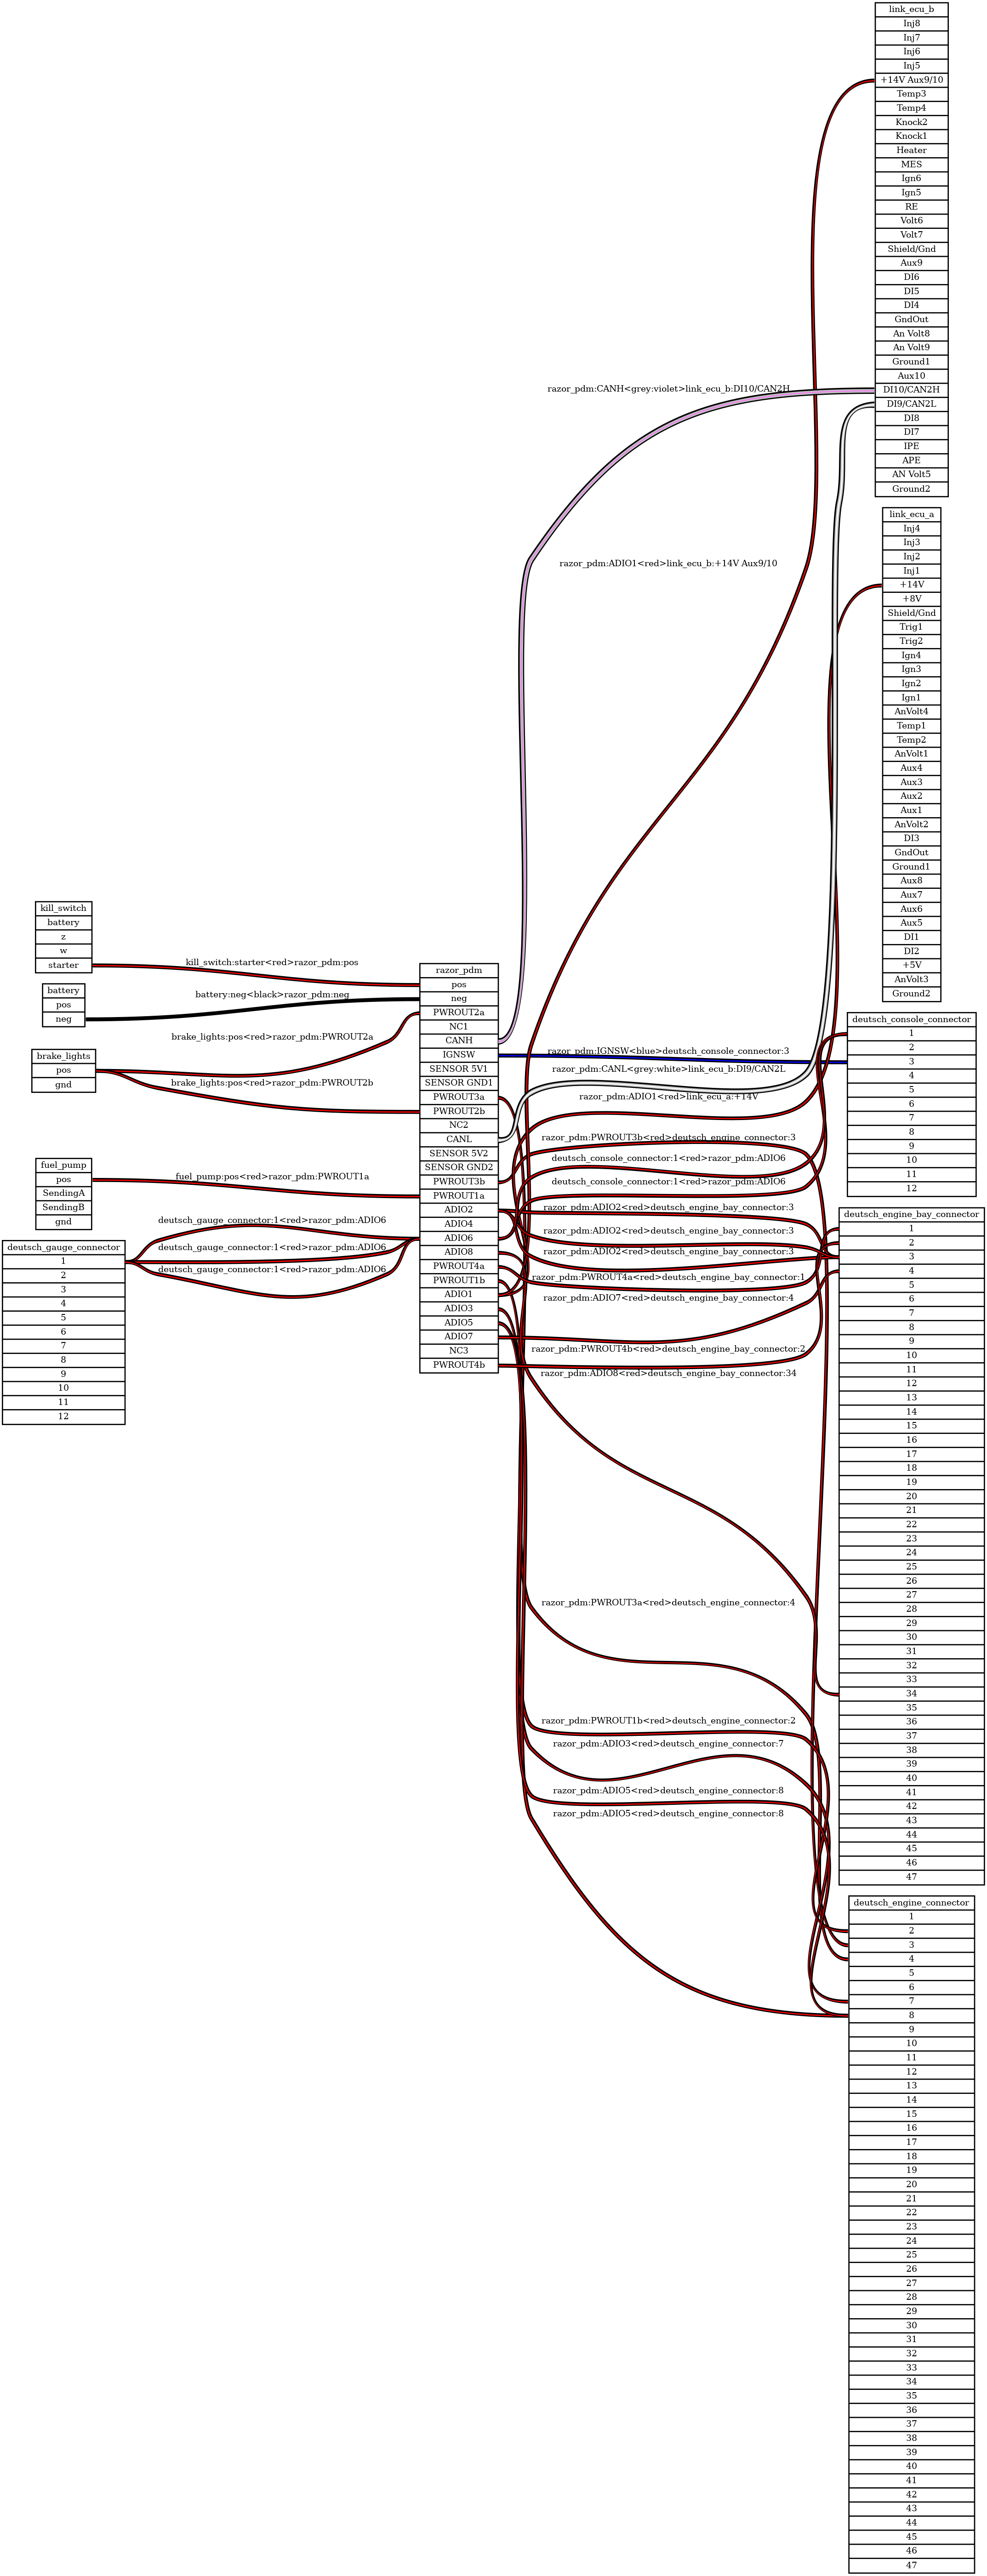 link_ecu_b
Inj8
Inj7
Inj6
Inj5
+14V Aux9/10
Temp3
Temp4
Knock2
Knock1
Heater
MES
Ign6
Ign5
RE
Volt6
Volt7
Shield/Gnd
Aux9
DI6
DI5
DI4
GndOut
An Volt8
An Volt9
Ground1
Aux10
DI10/CAN2H
DI9/CAN2L
DI8
DI7
IPE
APE
AN Volt5
Ground2
link_ecu_a
Inj4
Inj3
Inj2
Inj1
+14V
+8V
Shield/Gnd
Trig1
Trig2
Ign4
Ign3
Ign2
Ign1
AnVolt4
Temp1
Temp2
AnVolt1
Aux4
Aux3
Aux2
Aux1
AnVolt2
DI3
GndOut
Ground1
Aux8
Aux7
Aux6
Aux5
DI1
DI2
+5V
AnVolt3
Ground2
kill_switch
battery
z
w
starter
battery
pos
neg
brake_lights
pos
gnd
fuel_pump
pos
SendingA
SendingB
gnd
deutsch_gauge_connector
1
2
3
4
5
6
7
8
9
10
11
12
kill_switch:starter<red>razor_pdm:pos
battery:neg<black>razor_pdm:neg
brake_lights:pos<red>razor_pdm:PWROUT2a
brake_lights:pos<red>razor_pdm:PWROUT2b
fuel_pump:pos<red>razor_pdm:PWROUT1a
deutsch_gauge_connector:1<red>razor_pdm:ADIO6
deutsch_gauge_connector:1<red>razor_pdm:ADIO6
deutsch_gauge_connector:1<red>razor_pdm:ADIO6
razor_pdm
pos
neg
PWROUT2a
NC1
CANH
IGNSW
SENSOR 5V1
SENSOR GND1
PWROUT3a
PWROUT2b
NC2
CANL
SENSOR 5V2
SENSOR GND2
PWROUT3b
PWROUT1a
ADIO2
ADIO4
ADIO6
ADIO8
PWROUT4a
PWROUT1b
ADIO1
ADIO3
ADIO5
ADIO7
NC3
PWROUT4b
razor_pdm:CANH<grey:violet>link_ecu_b:DI10/CAN2H
razor_pdm:ADIO1<red>link_ecu_b:+14V Aux9/10
razor_pdm:IGNSW<blue>deutsch_console_connector:3
razor_pdm:CANL<grey:white>link_ecu_b:DI9/CAN2L
razor_pdm:ADIO1<red>link_ecu_a:+14V
razor_pdm:PWROUT3b<red>deutsch_engine_connector:3
deutsch_console_connector:1<red>razor_pdm:ADIO6
deutsch_console_connector:1<red>razor_pdm:ADIO6
razor_pdm:ADIO2<red>deutsch_engine_bay_connector:3
razor_pdm:ADIO2<red>deutsch_engine_bay_connector:3
razor_pdm:ADIO2<red>deutsch_engine_bay_connector:3
razor_pdm:PWROUT4a<red>deutsch_engine_bay_connector:1
razor_pdm:ADIO7<red>deutsch_engine_bay_connector:4
razor_pdm:PWROUT4b<red>deutsch_engine_bay_connector:2
razor_pdm:ADIO8<red>deutsch_engine_bay_connector:34
razor_pdm:PWROUT3a<red>deutsch_engine_connector:4
razor_pdm:PWROUT1b<red>deutsch_engine_connector:2
razor_pdm:ADIO3<red>deutsch_engine_connector:7
razor_pdm:ADIO5<red>deutsch_engine_connector:8
razor_pdm:ADIO5<red>deutsch_engine_connector:8
deutsch_console_connector
1
2
3
4
5
6
7
8
9
10
11
12
deutsch_engine_bay_connector
1
2
3
4
5
6
7
8
9
10
11
12
13
14
15
16
17
18
19
20
21
22
23
24
25
26
27
28
29
30
31
32
33
34
35
36
37
38
39
40
41
42
43
44
45
46
47
deutsch_engine_connector
1
2
3
4
5
6
7
8
9
10
11
12
13
14
15
16
17
18
19
20
21
22
23
24
25
26
27
28
29
30
31
32
33
34
35
36
37
38
39
40
41
42
43
44
45
46
47